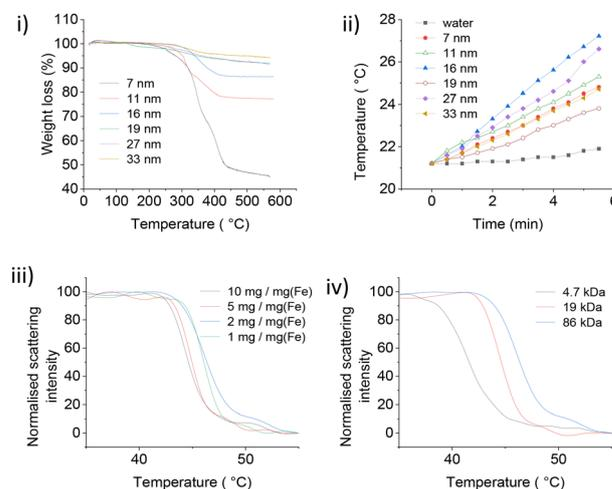 i)
Weight loss (%)
110
100
90
80
70
60
50
40
7 nm
11 nm
16 nm
19 nm
27 nm
33 nm
0 100 200 300 400 500 600
Temperature ( °C)
ii)
Temperature ( °C)
28
26
24
22
20
water
7 nm
11 nm
16 nm
19 nm
27 nm
33 nm
0 2 4 6
Time (min)
iii)
Normalised scattering
intensity
100
80
60
40
20
0
10 mg / mg(Fe)
5 mg / mg(Fe)
2 mg / mg(Fe)
1 mg / mg(Fe)
40 50
Temperature ( °C)
iv)
Normalised scattering
intensity
100
80
60
40
20
0
4.7 kDa
19 kDa
86 kDa
40 50
Temperature ( °C)